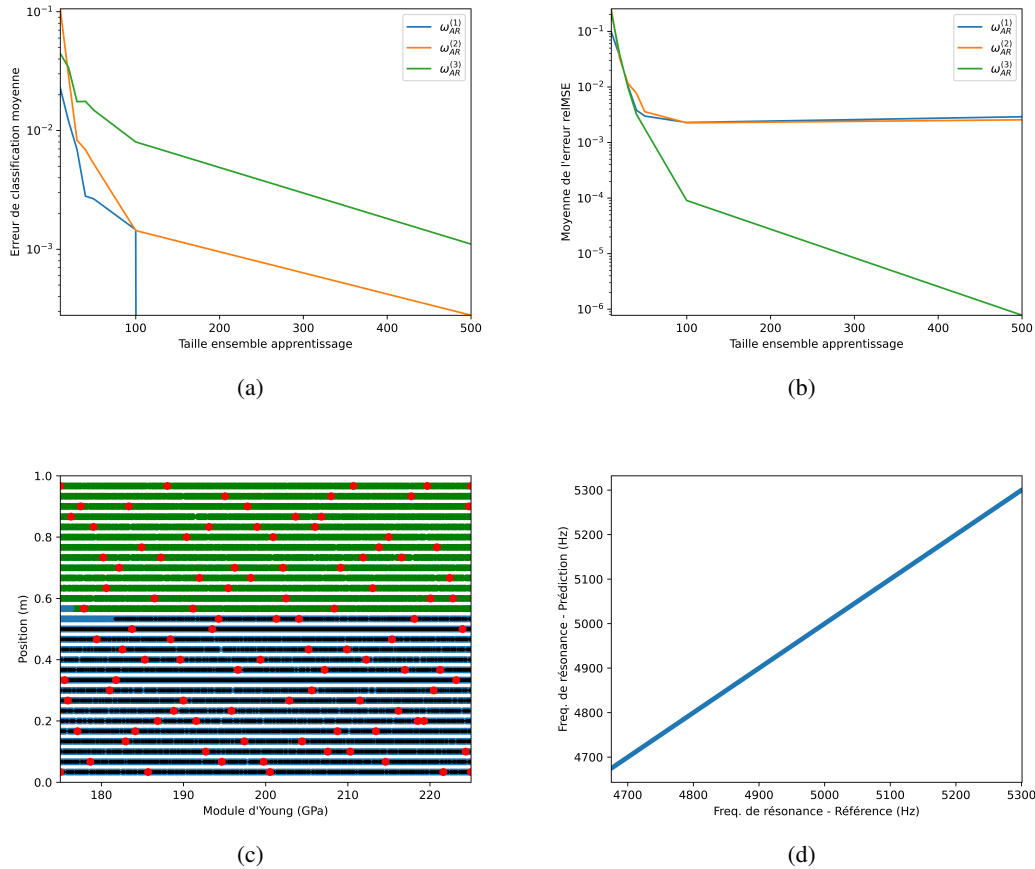 Erreur de classification moyenne
10⁻¹
10⁻²
10⁻³
100
200
300
400
500
Taille ensemble apprentissage
ω_AR^(1)
ω_AR^(2)
ω_AR^(3)
(a)
Moyenne de l'erreur relMSE
10⁻¹
10⁻²
10⁻³
10⁻⁴
10⁻⁵
10⁻⁶
100
200
300
400
500
Taille ensemble apprentissage
ω_AR^(1)
ω_AR^(2)
ω_AR^(3)
(b)
Position (m)
1.0
0.8
0.6
0.4
0.2
0.0
180
190
200
210
220
Module d'Young (GPa)
(c)
Freq. de résonance - Prédiction (Hz)
5300
5200
5100
5000
4900
4800
4700
4700
4800
4900
5000
5100
5200
5300
Freq. de résonance - Référence (Hz)
(d)